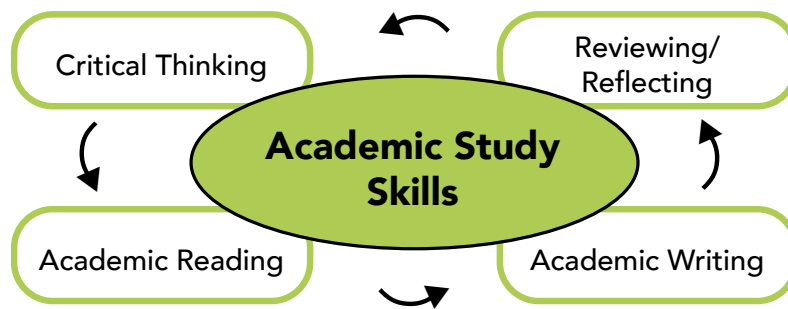 Critical Thinking
Reviewing/
Reflecting
Academic Study
Skills
Academic Reading
Academic Writing